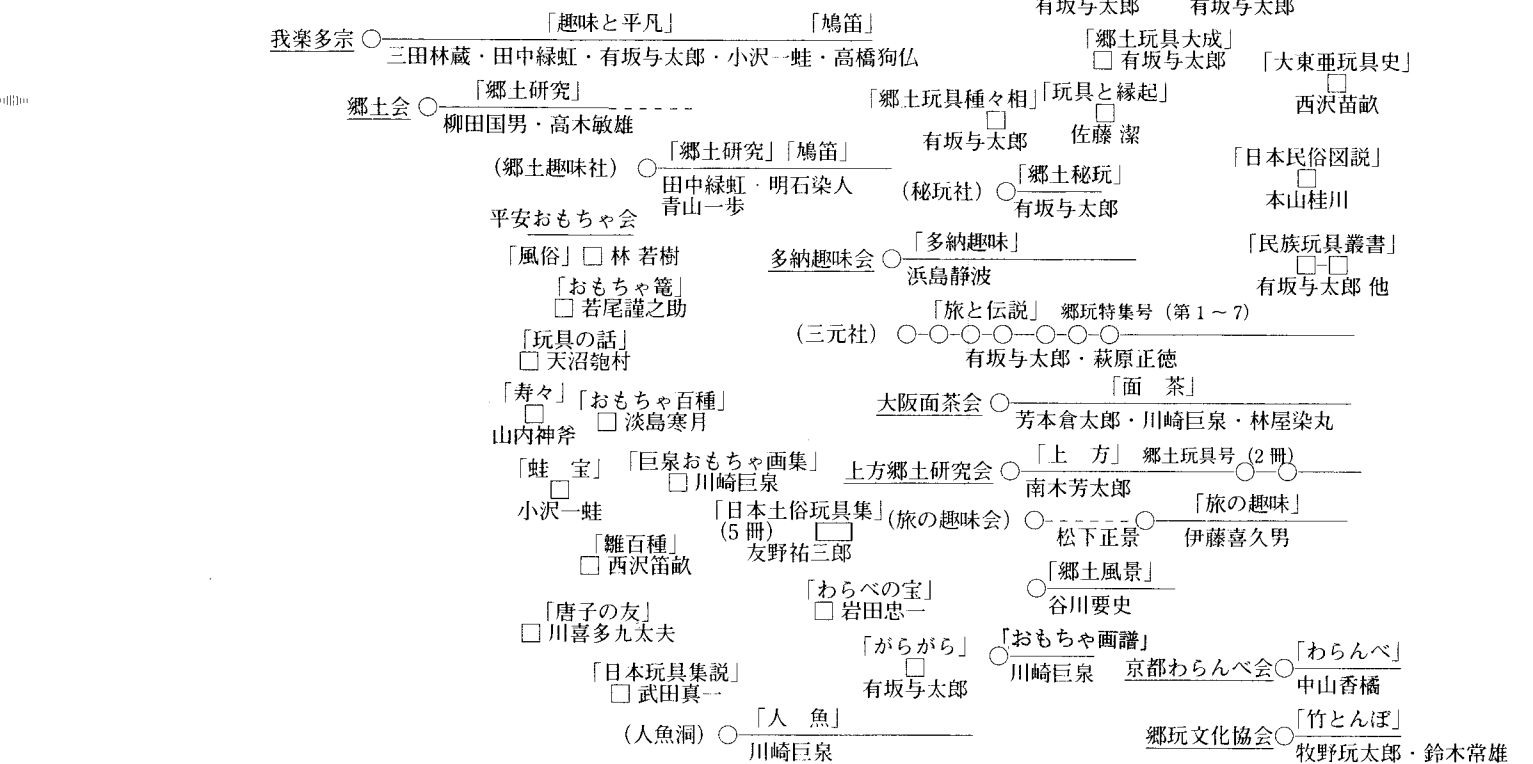 有坂与太郎 有坂与太郎
「趣味と平凡」 「鳩笛」
我楽多宗
三田林蔵・田中緑虹・有坂与太郎・小沢一蛙・高橋狗仏
「郷土玩具大成」
□ 有坂与太郎
「大東亜玩具史」
□
西沢苗畝
「郷土研究」
郷土会
柳田国男・高木敏雄
「郷土玩具種々相」
□
有坂与太郎
「玩具と縁起」
□
佐藤 潔
「郷土研究」「鳩笛」
(郷土趣味社)
田中緑虹・明石染人
青山一歩
「郷土秘玩」
(秘玩社)
有坂与太郎
「日本民俗図説」
□
本山桂川
平安おもちゃ会
「風俗」 □ 林 若樹
「多納趣味」
多納趣味会
浜島静波
「民族玩具叢書」
□-□
有坂与太郎 他
「おもちゃ篭」
□ 若尾謹之助
「旅と伝説」 郷玩特集号(第1~7)
(三元社)
有坂与太郎・萩原正徳
「玩具の話」
□ 天沼匏村
「寿々」
□
山内神斧
「おもちゃ百種」
□ 淡島寒月
「面 茶」
大阪面茶会
芳本倉太郎・川崎巨泉・林屋染丸
「蛙 宝」
□
小沢一蛙
「巨泉おもちゃ画集」
□ 川崎巨泉
「上 方」 郷土玩具号(2冊)
上方郷土研究会
南木芳太郎
「日本土俗玩具集」
(5冊)
友野祐三郎
「旅の趣味」
(旅の趣味会)
松下正景 伊藤喜久男
「雛百種」
□ 西沢笛畝
「わらべの宝」
□ 岩田忠一
「郷土風景」
谷川要史
「唐子の友」
□ 川喜多九太夫
「がらがら」
□
有坂与太郎
「おもちゃ画譜」
川崎巨泉
「わらんべ」
京都わらんべ会
中山香橘
「日本玩具集説」
□ 武田真一
「人 魚」
(人魚洞)
川崎巨泉
「竹とんぼ」
郷玩文化協会
牧野玩太郎・鈴木常雄